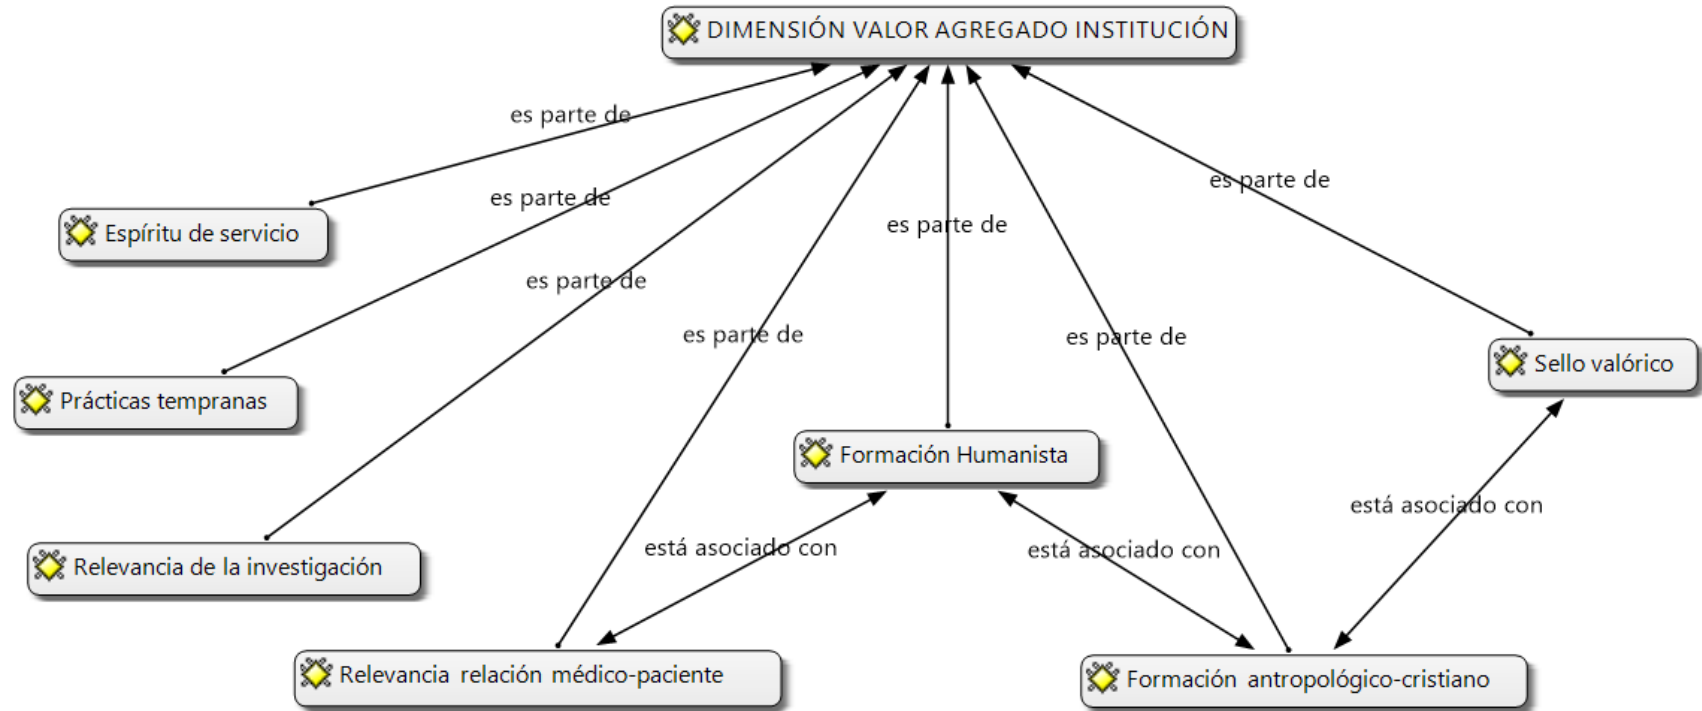 DIMENSIÓN VALOR AGREGADO INSTITUCIÓN
es parte de
es parte de
es parte de
es parte de
Espíritu de servicio
es parte de
es parte de
es parte de
Sello valórico
Prácticas tempranas
Formación Humanista
está asociado con
está asociado con
está asociado con
Relevancia de la investigación
Relevancia relación médico-paciente
Formación antropológico-cristiano